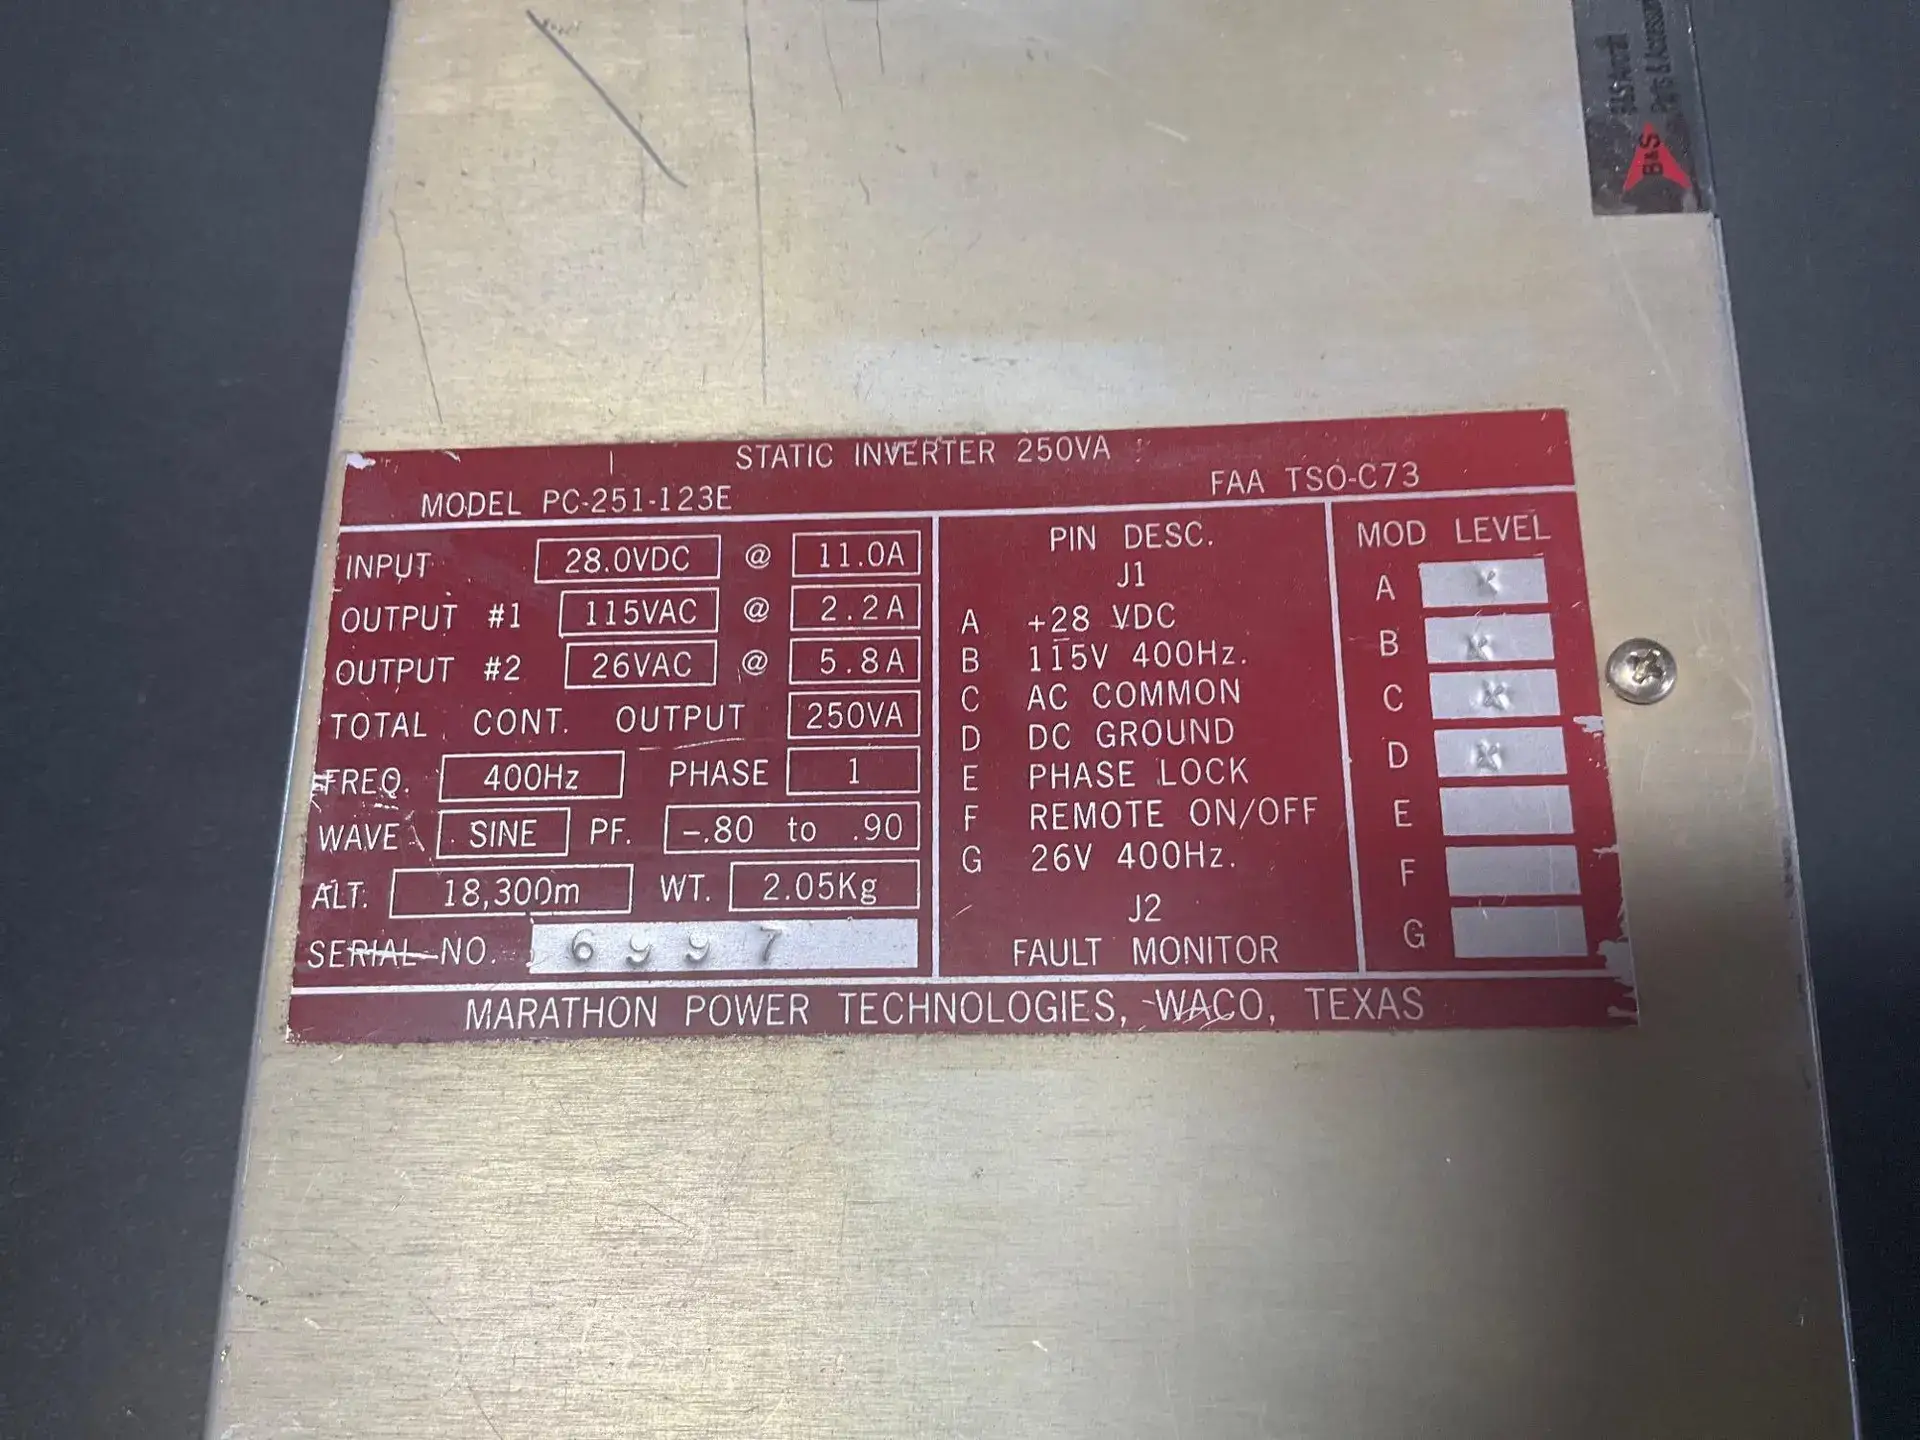 B&S Aircraft
Parts & Accessories
B&S
STATIC INVERTER 250VA
MODEL PC-251-123E FAA TSO-C73
INPUT 28.0VDC @ 11.0A
OUTPUT #1 115VAC @ 2.2A
OUTPUT #2 26VAC @ 5.8A
TOTAL CONT. OUTPUT 250VA
FREQ. 400Hz PHASE 1
WAVE SINE PF. -.80 to .90
ALT. 18,300m WT. 2.05Kg
SERIAL NO. 6997
PIN DESC.
J1
A +28 VDC
B 115V 400Hz.
C AC COMMON
D DC GROUND
E PHASE LOCK
F REMOTE ON/OFF
G 26V 400Hz.
J2
FAULT MONITOR
MOD LEVEL
A X
B X
C X
D X
E
F
G
MARATHON POWER TECHNOLOGIES, WACO, TEXAS